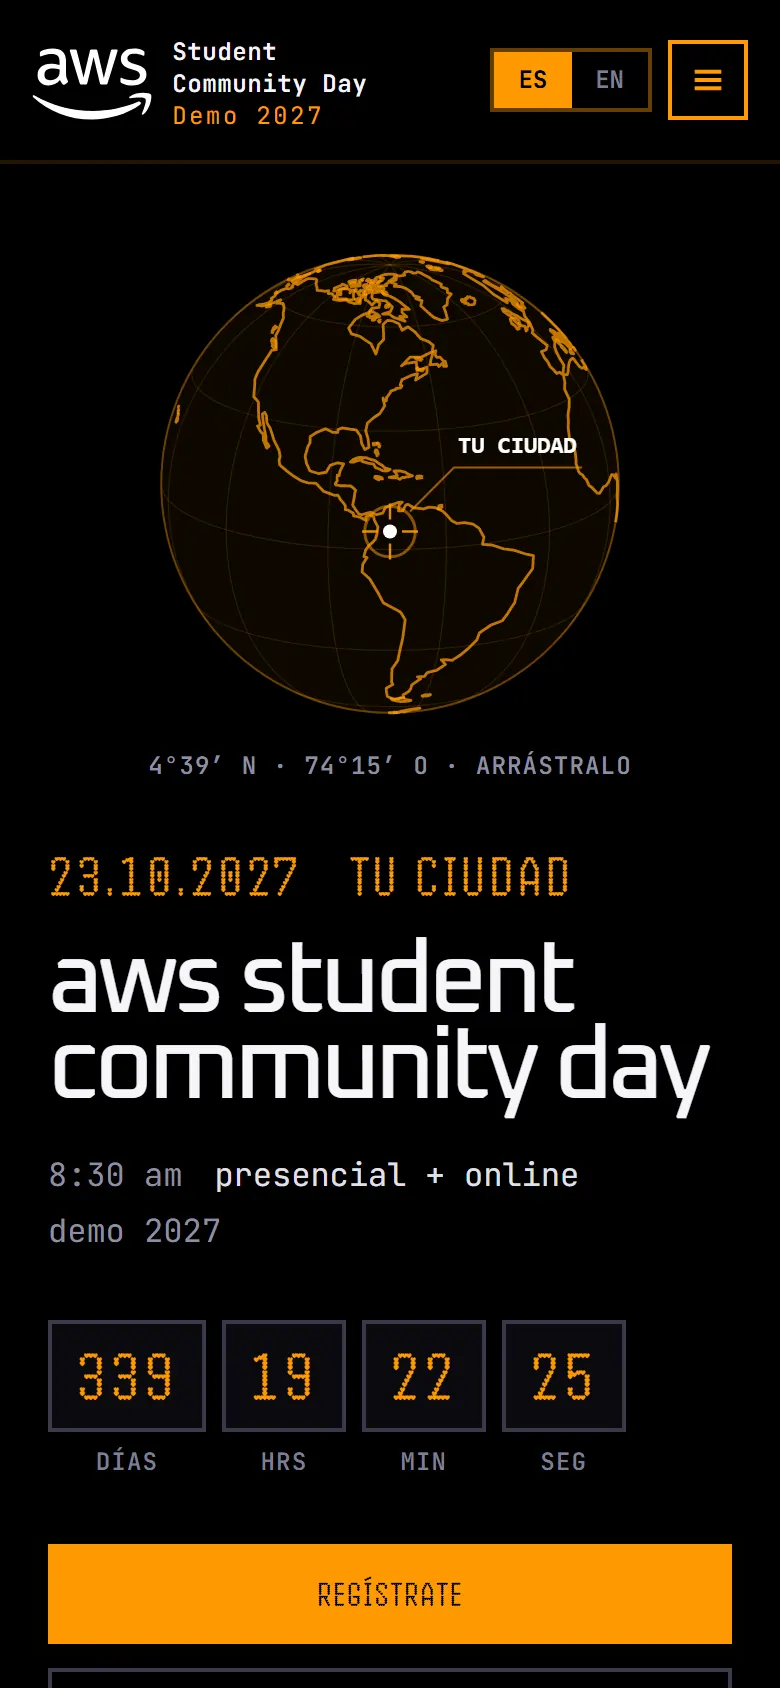 aws
Student
Community Day
Demo 2027
ES EN
TU CIUDAD
4°39′ N · 74°15′ O · ARRÁSTRALO
23.10.2027 TU CIUDAD
aws student
community day
8:30 am presencial + online
demo 2027
339 19 22 25
DÍAS HRS MIN SEG
REGÍSTRATE